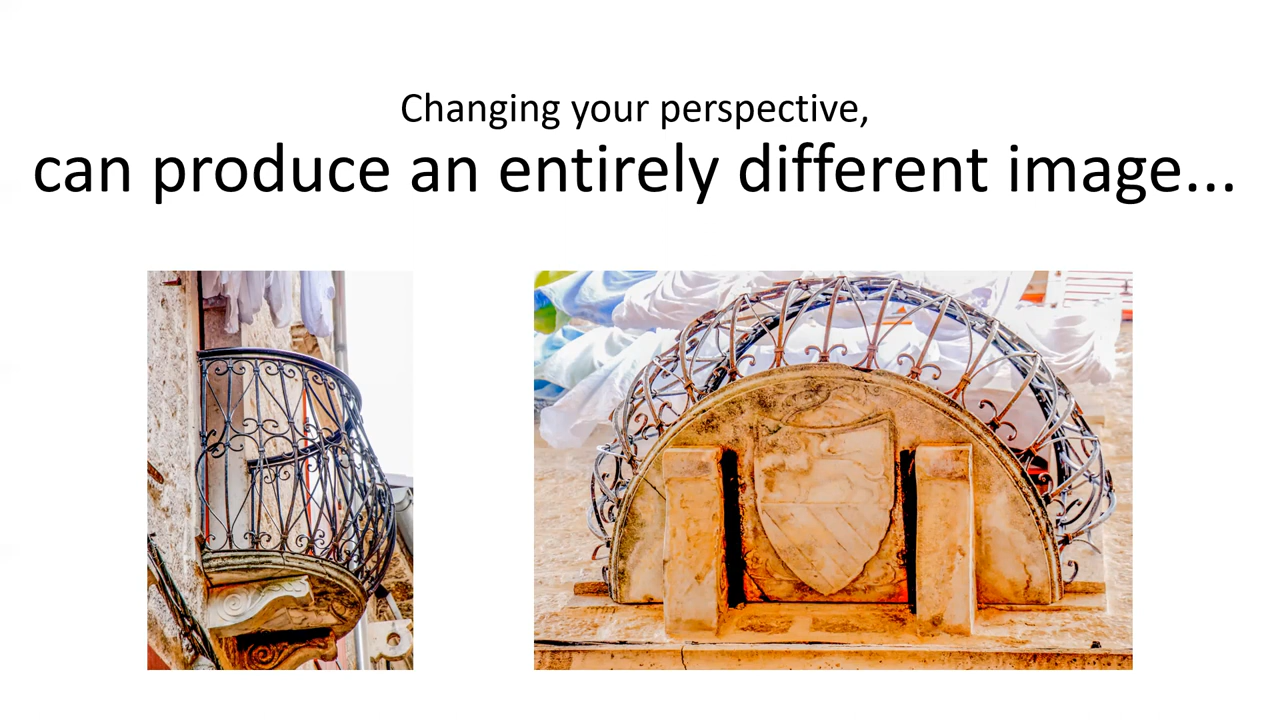 Changing your perspective,
can produce an entirely different image...